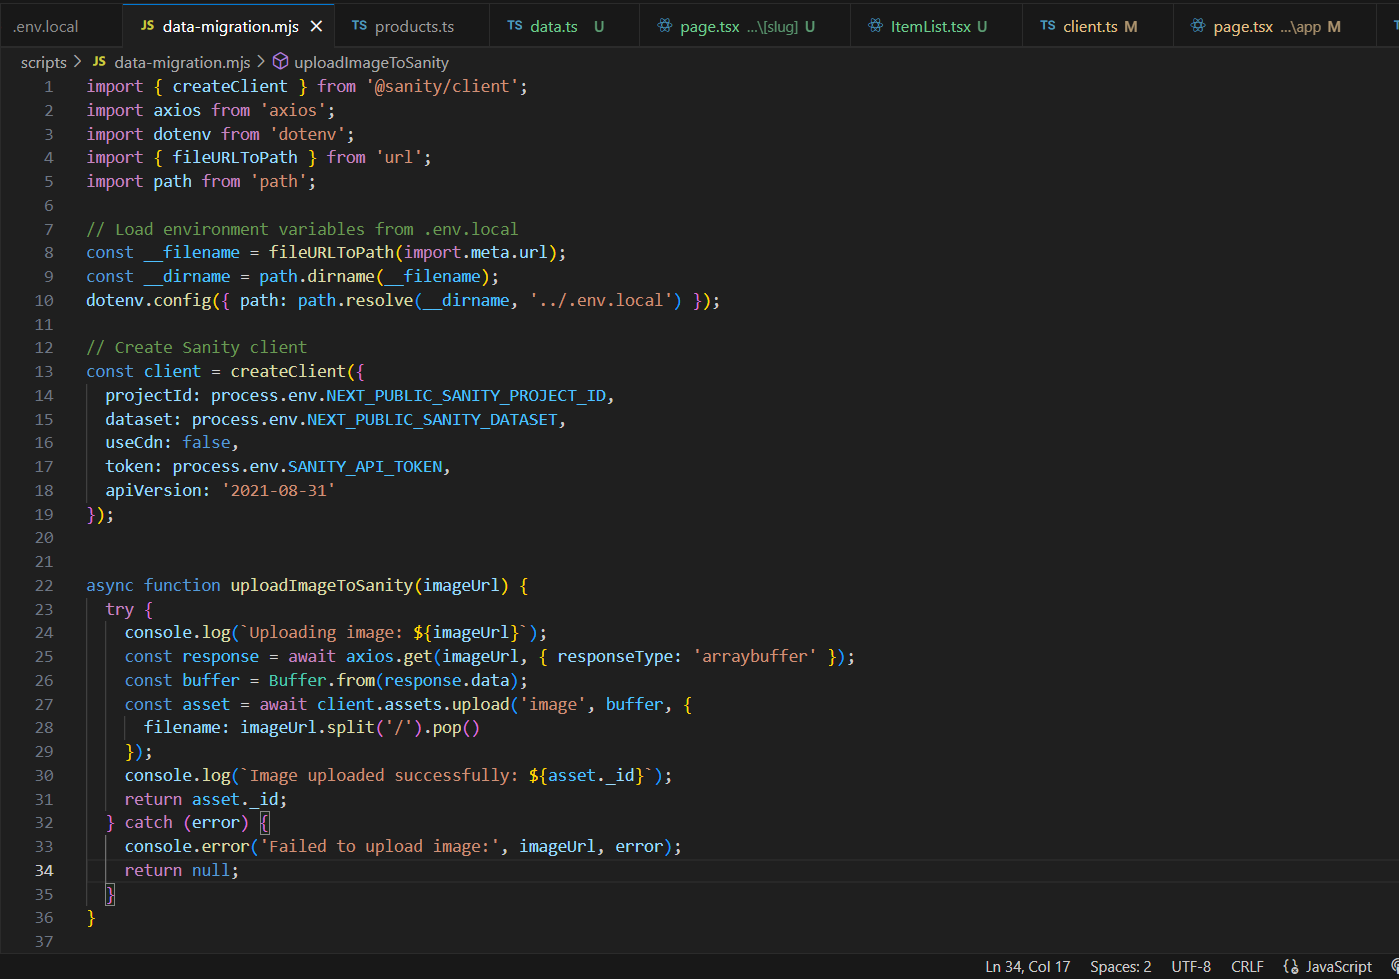 .env.local JS data-migration.mjs TS products.ts TS data.ts U page.tsx ...\[slug] U ItemList.tsx U TS client.ts M page.tsx ...\app M
scripts > JS data-migration.mjs > uploadImageToSanity
1 import { createClient } from '@sanity/client';
2 import axios from 'axios';
3 import dotenv from 'dotenv';
4 import { fileURLToPath } from 'url';
5 import path from 'path';
6
7 // Load environment variables from .env.local
8 const __filename = fileURLToPath(import.meta.url);
9 const __dirname = path.dirname(__filename);
10 dotenv.config({ path: path.resolve(__dirname, '../.env.local') });
11
12 // Create Sanity client
13 const client = createClient({
14 projectId: process.env.NEXT_PUBLIC_SANITY_PROJECT_ID,
15 dataset: process.env.NEXT_PUBLIC_SANITY_DATASET,
16 useCdn: false,
17 token: process.env.SANITY_API_TOKEN,
18 apiVersion: '2021-08-31'
19 });
20
21
22 async function uploadImageToSanity(imageUrl) {
23 try {
24 console.log(`Uploading image: ${imageUrl}`);
25 const response = await axios.get(imageUrl, { responseType: 'arraybuffer' });
26 const buffer = Buffer.from(response.data);
27 const asset = await client.assets.upload('image', buffer, {
28 filename: imageUrl.split('/').pop()
29 });
30 console.log(`Image uploaded successfully: ${asset._id}`);
31 return asset._id;
32 } catch (error) {
33 console.error('Failed to upload image:', imageUrl, error);
34 return null;
35 }
36 }
37
Ln 34, Col 17 Spaces: 2 UTF-8 CRLF {} JavaScript